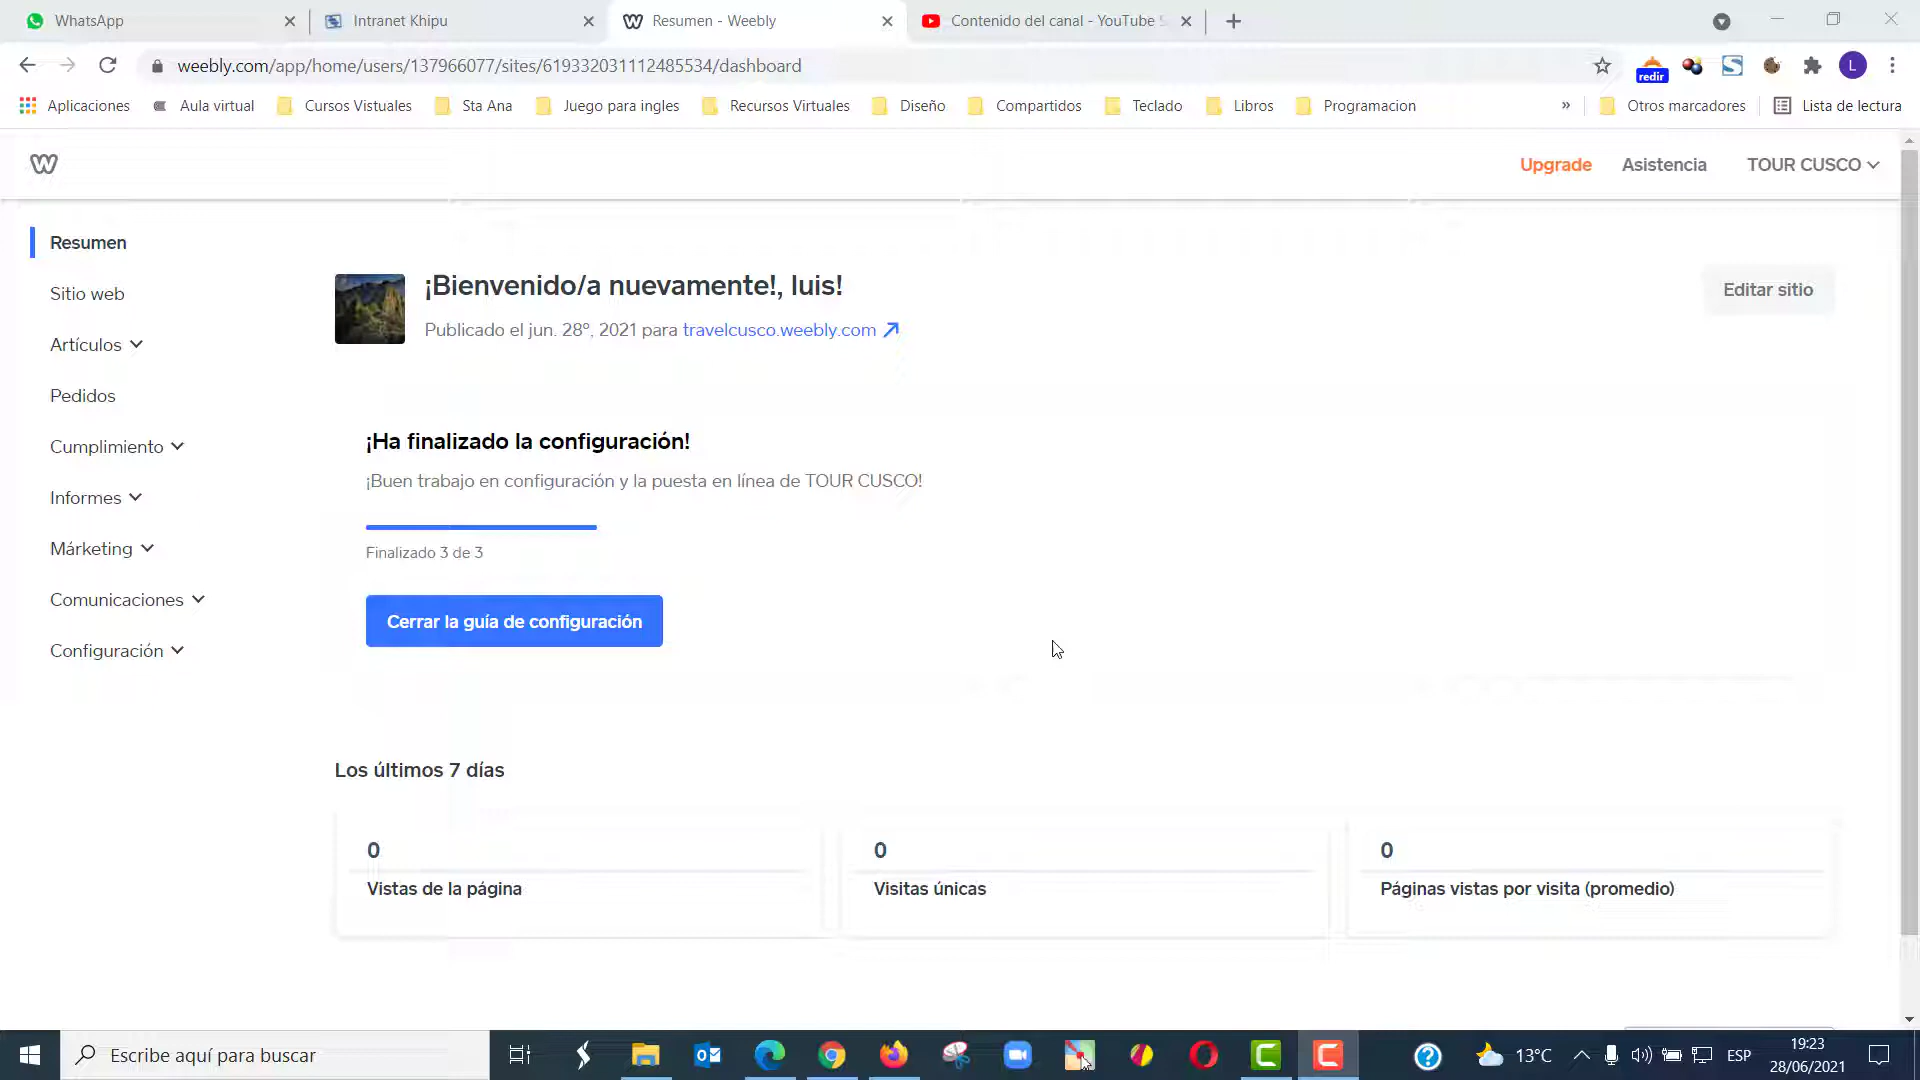 WhatsApp
Intranet Khipu
Resumen - Weebly
Contenido del canal - YouTube S
weebly.com/app/home/users/137966077/sites/619332031112485534/dashboard
redir
L
Aplicaciones
Aula virtual
Cursos Vistuales
Sta Ana
Juego para ingles
Recursos Virtuales
Diseño
Compartidos
Teclado
Libros
Programacion
»
Otros marcadores
Lista de lectura
Upgrade
Asistencia
TOUR CUSCO
Resumen
Sitio web
Artículos
Pedidos
Cumplimiento
Informes
Márketing
Comunicaciones
Configuración
¡Bienvenido/a nuevamente!, luis!
Publicado el jun. 28º, 2021 para travelcusco.weebly.com
Editar sitio
¡Ha finalizado la configuración!
¡Buen trabajo en configuración y la puesta en línea de TOUR CUSCO!
Finalizado 3 de 3
Cerrar la guía de configuración
Los últimos 7 días
0
Vistas de la página
0
Visitas únicas
0
Páginas vistas por visita (promedio)
Escribe aquí para buscar
13°C
ESP
19:23
28/06/2021